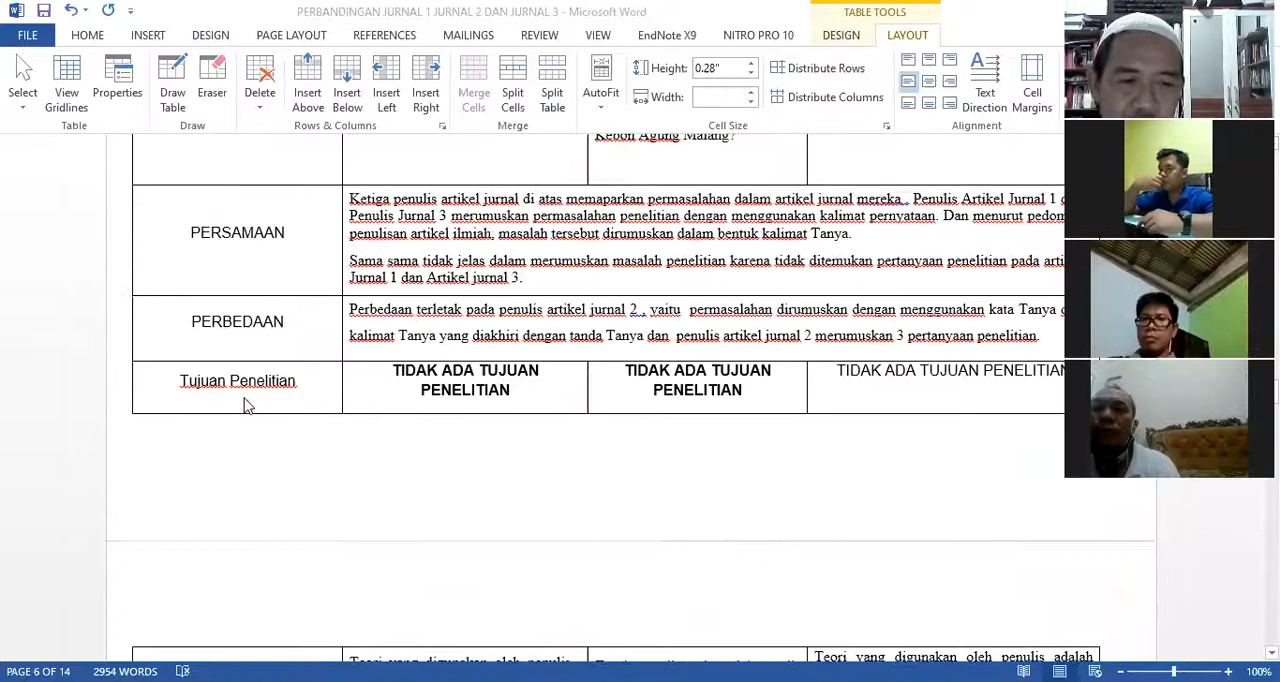 PERBANDINGAN JURNAL 1 JURNAL 2 DAN JURNAL 3 - Microsoft Word
TABLE TOOLS
FILE HOME INSERT DESIGN PAGE LAYOUT REFERENCES MAILINGS REVIEW VIEW EndNote X9 NITRO PRO 10 DESIGN LAYOUT
Select
View Gridlines
Properties
Draw Table
Eraser
Delete
Insert Above
Insert Below
Insert Left
Insert Right
Merge Cells
Split Cells
Split Table
AutoFit
Height: 0.28"
Width:
Distribute Rows
Distribute Columns
Text Direction
Cell Margins
Table Draw Rows & Columns Merge Cell Size Alignment
Kebon Agung Malang?
PERSAMAAN
Ketiga penulis artikel jurnal di atas memaparkan permasalahan dalam artikel jurnal mereka. Penulis Artikel Jurnal 1
Penulis Jurnal 3 merumuskan permasalahan penelitian dengan menggunakan kalimat pernyataan. Dan menurut
penulisan artikel ilmiah, masalah tersebut dirumuskan dalam bentuk kalimat Tanya.
Sama sama tidak jelas dalam merumuskan masalah penelitian karena tidak ditemukan pertanyaan penelitian pada
Jurnal 1 dan Artikel jurnal 3.
PERBEDAAN
Perbedaan terletak pada penulis artikel jurnal 2 , yaitu permasalahan dirumuskan dengan menggunakan kata Tanya
kalimat Tanya yang diakhiri dengan tanda Tanya dan penulis artikel jurnal 2 merumuskan 3 pertanyaan penelitian.
Tujuan Penelitian
TIDAK ADA TUJUAN
PENELITIAN
TIDAK ADA TUJUAN
PENELITIAN
TIDAK ADA TUJUAN PENELITIAN
Teori yang digunakan oleh penulis
Teori yang digunakan oleh penulis adalah
PAGE 6 OF 14 2954 WORDS 100%